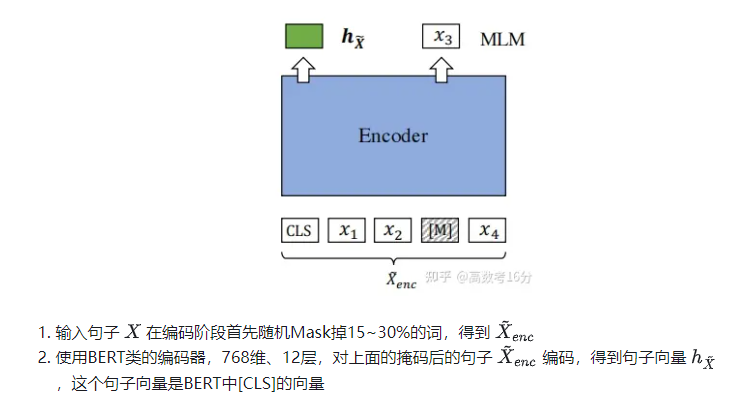 h_X̃ x₃ MLM
Encoder
CLS x₁ x₂ [M] x₄
X̃_enc 知乎 @高数考16分
1. 输入句子 X 在编码阶段首先随机Mask掉15~30%的词，得到 X̃_enc
2. 使用BERT类的编码器，768维、12层，对上面的掩码后的句子 X̃_enc 编码，得到句子向量 h_X̃
，这个句子向量是BERT中[CLS]的向量